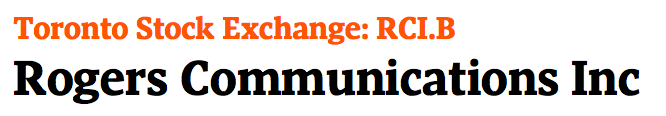 Toronto Stock Exchange: RCI.B
Rogers Communications Inc